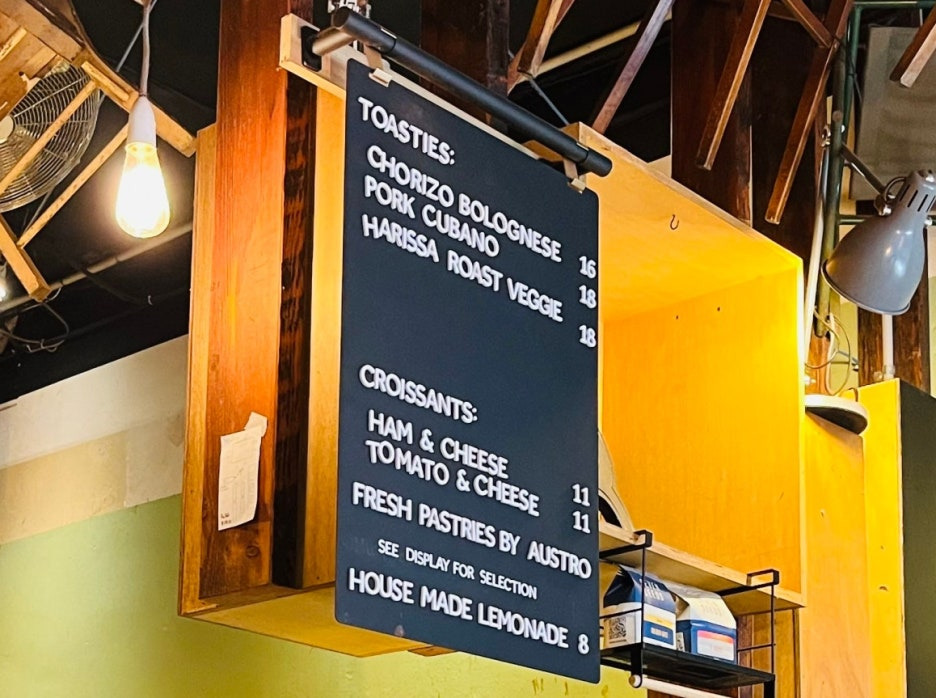 TOASTIES:
CHORIZO BOLOGNESE 16
PORK CUBANO 18
HARISSA ROAST VEGGIE 18
CROISSANTS:
HAM & CHEESE 11
TOMATO & CHEESE 11
FRESH PASTRIES BY AUSTRO
SEE DISPLAY FOR SELECTION
HOUSE MADE LEMONADE 8